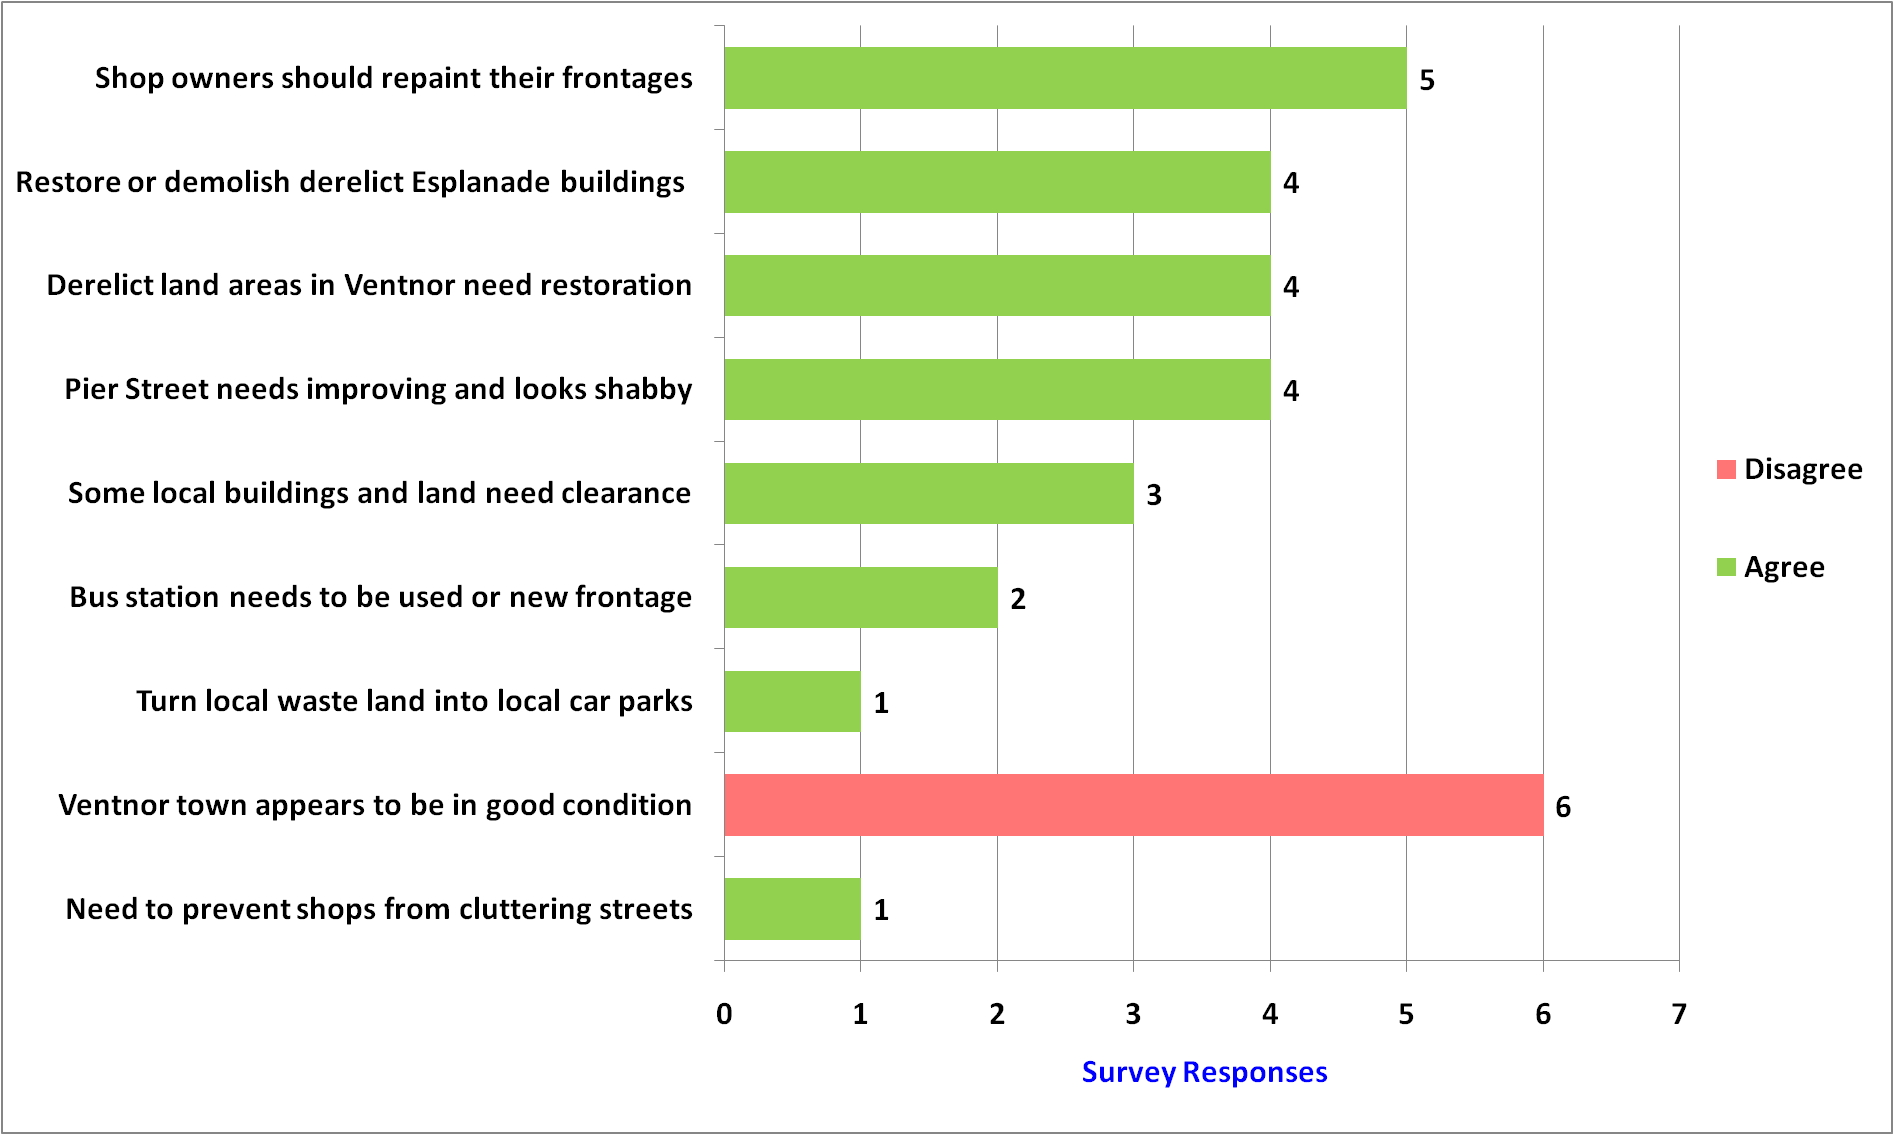 Shop owners should repaint their frontages
5
Restore or demolish derelict Esplanade buildings
4
Derelict land areas in Ventnor need restoration
4
Pier Street needs improving and looks shabby
4
Some local buildings and land need clearance
3
Bus station needs to be used or new frontage
2
Turn local waste land into local car parks
1
Ventnor town appears to be in good condition
6
Need to prevent shops from cluttering streets
1
Disagree
Agree
0 1 2 3 4 5 6 7
Survey Responses